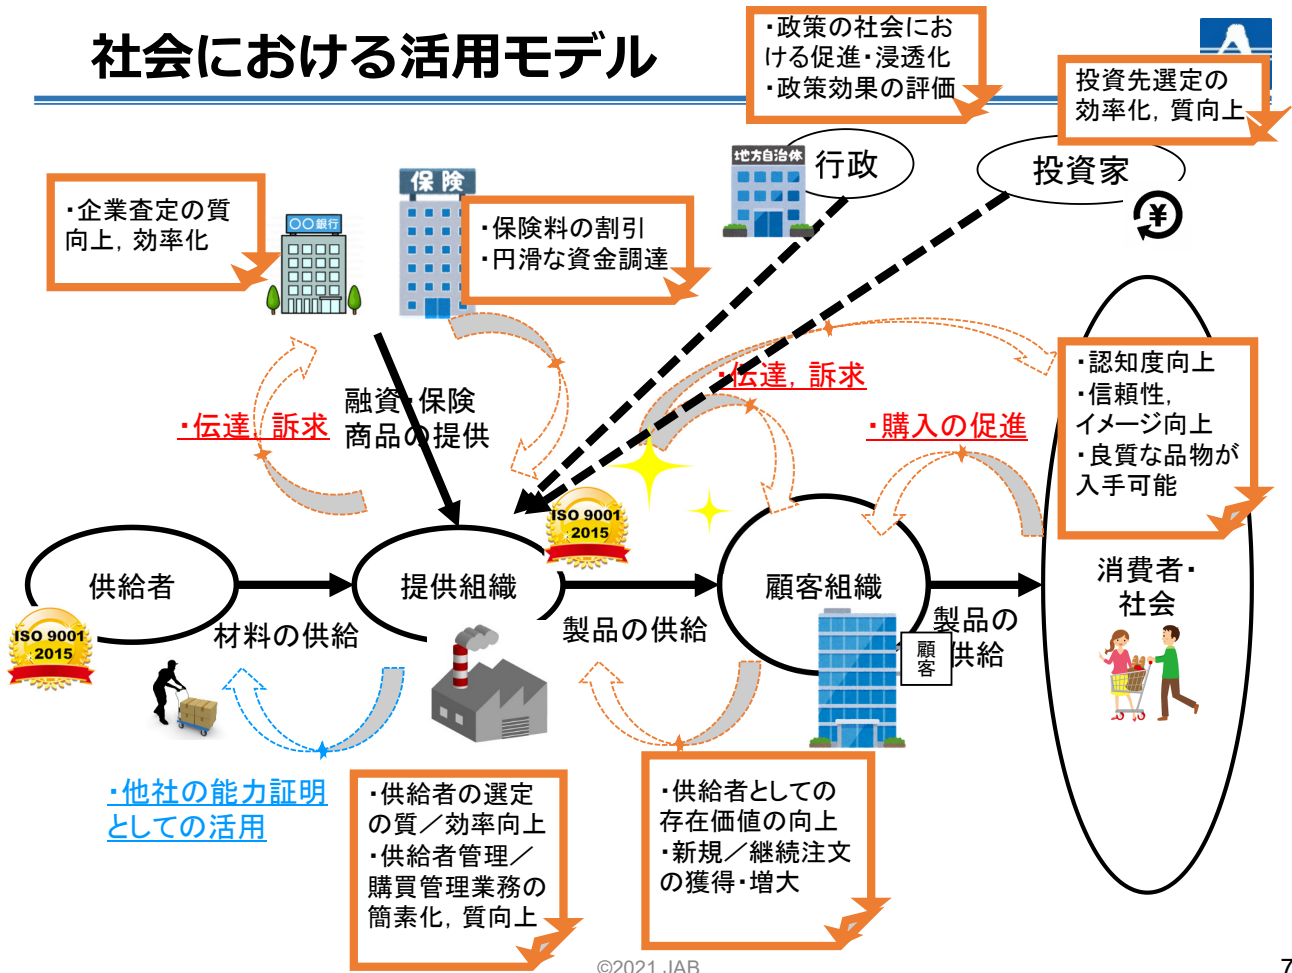 社会における活用モデル
・政策の社会にお
ける促進・浸透化
・政策効果の評価
投資先選定の
効率化, 質向上
地方自治体
行政
投資家
¥
・企業査定の質
向上, 効率化
〇〇銀行
保険
・保険料の割引
・円滑な資金調達
・伝達, 訴求
融資・保険
商品の提供
・伝達, 訴求
・購入の促進
・認知度向上
・信頼性,
イメージ向上
・良質な品物が
入手可能
供給者
ISO 9001
2015
材料の供給
提供組織
ISO 9001
2015
製品の供給
顧客組織
顧客
製品の
供給
消費者・
社会
・他社の能力証明
としての活用
・供給者の選定
の質／効率向上
・供給者管理／
購買管理業務の
簡素化, 質向上
・供給者としての
存在価値の向上
・新規／継続注文
の獲得・増大
©2021 JAB
7